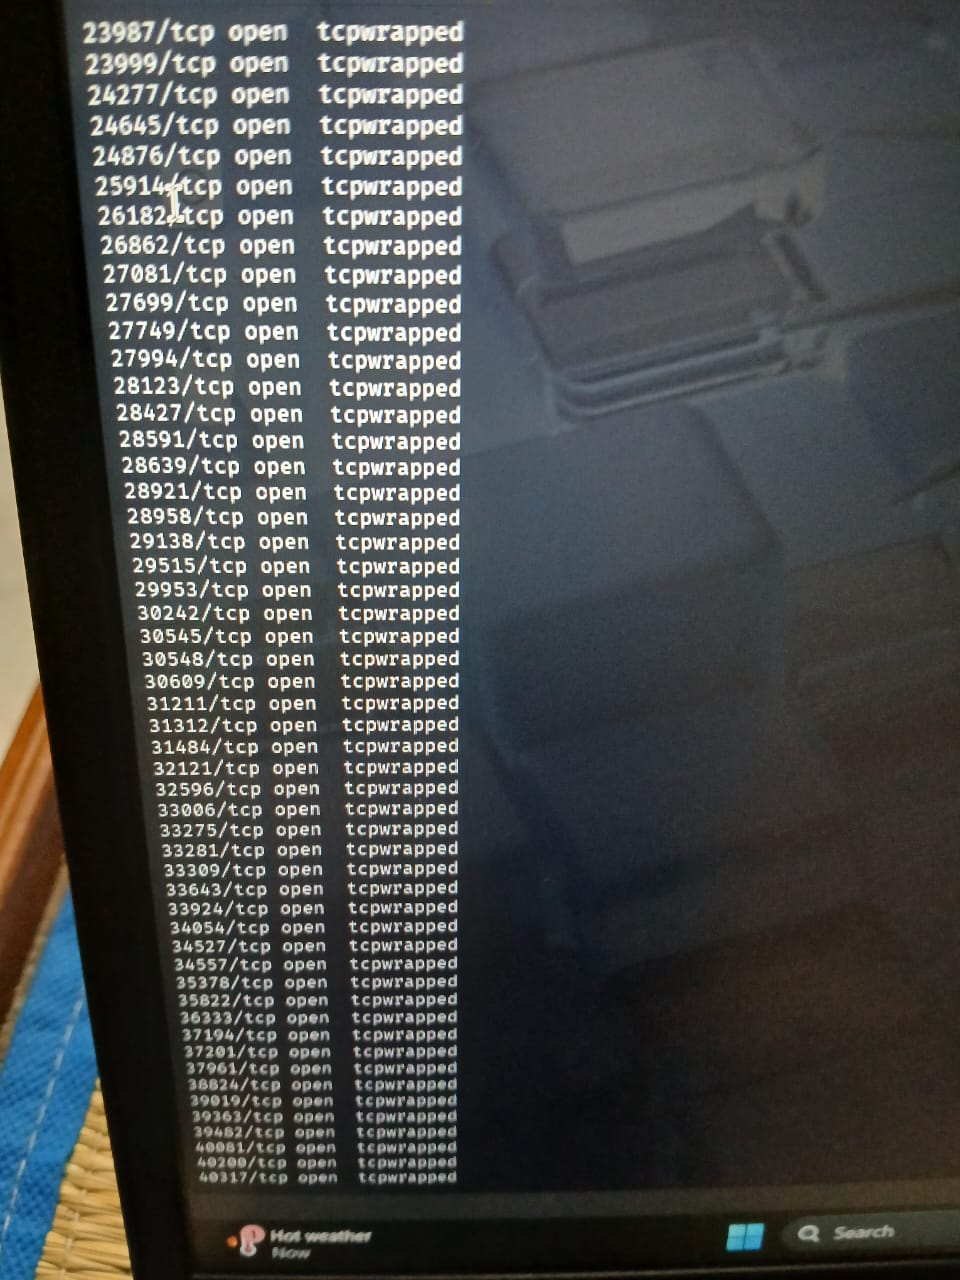 23987/tcp open tcpwrapped
23999/tcp open tcpwrapped
24277/tcp open tcpwrapped
24645/tcp open tcpwrapped
24876/tcp open tcpwrapped
25914/tcp open tcpwrapped
26182/tcp open tcpwrapped
26862/tcp open tcpwrapped
27081/tcp open tcpwrapped
27699/tcp open tcpwrapped
27749/tcp open tcpwrapped
27994/tcp open tcpwrapped
28123/tcp open tcpwrapped
28427/tcp open tcpwrapped
28591/tcp open tcpwrapped
28639/tcp open tcpwrapped
28921/tcp open tcpwrapped
28958/tcp open tcpwrapped
29138/tcp open tcpwrapped
29515/tcp open tcpwrapped
29953/tcp open tcpwrapped
30242/tcp open tcpwrapped
30545/tcp open tcpwrapped
30548/tcp open tcpwrapped
30609/tcp open tcpwrapped
31211/tcp open tcpwrapped
31312/tcp open tcpwrapped
31484/tcp open tcpwrapped
32121/tcp open tcpwrapped
32596/tcp open tcpwrapped
33006/tcp open tcpwrapped
33275/tcp open tcpwrapped
33281/tcp open tcpwrapped
33309/tcp open tcpwrapped
33643/tcp open tcpwrapped
33924/tcp open tcpwrapped
34054/tcp open tcpwrapped
34527/tcp open tcpwrapped
34557/tcp open tcpwrapped
35378/tcp open tcpwrapped
35822/tcp open tcpwrapped
36333/tcp open tcpwrapped
37194/tcp open tcpwrapped
37201/tcp open tcpwrapped
37961/tcp open tcpwrapped
38824/tcp open tcpwrapped
39019/tcp open tcpwrapped
39363/tcp open tcpwrapped
39482/tcp open tcpwrapped
40081/tcp open tcpwrapped
40200/tcp open tcpwrapped
40317/tcp open tcpwrapped
Hot weather
Now
Search